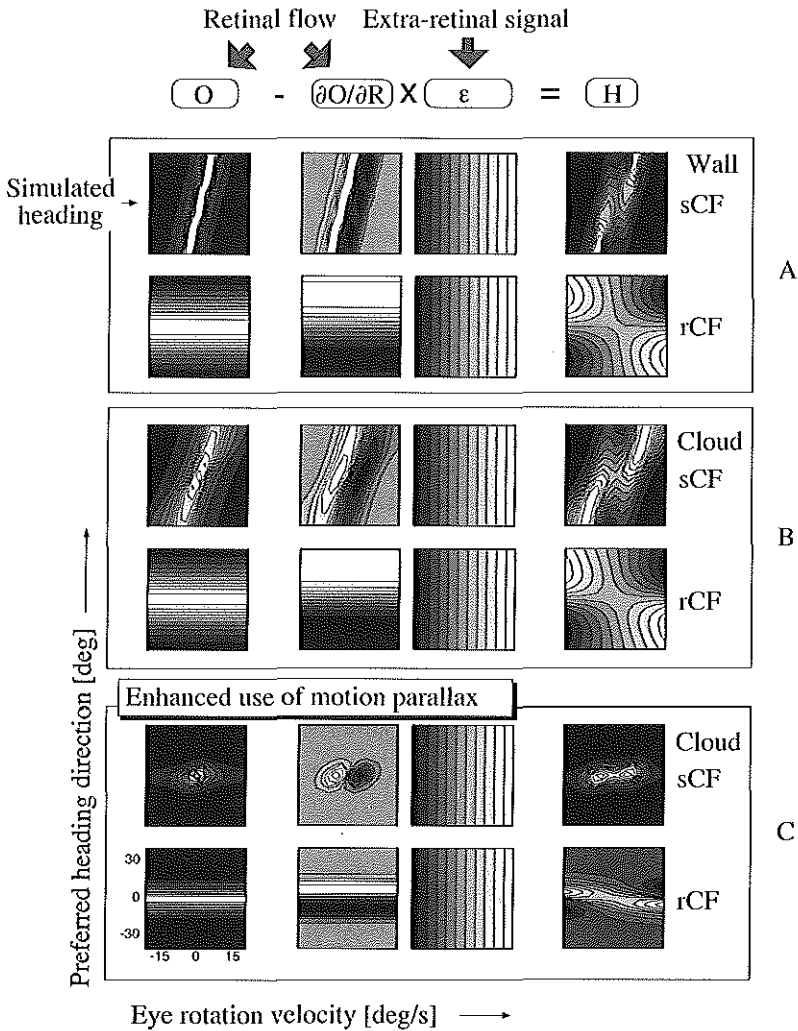 Retinal flow Extra-retinal signal
O - ∂O/∂R X ε = H
Simulated heading
Wall
sCF
rCF
A
Cloud
sCF
rCF
B
Enhanced use of motion parallax
Cloud
sCF
rCF
C
30
0
-30
-15 0 15
Preferred heading direction [deg]
Eye rotation velocity [deg/s]